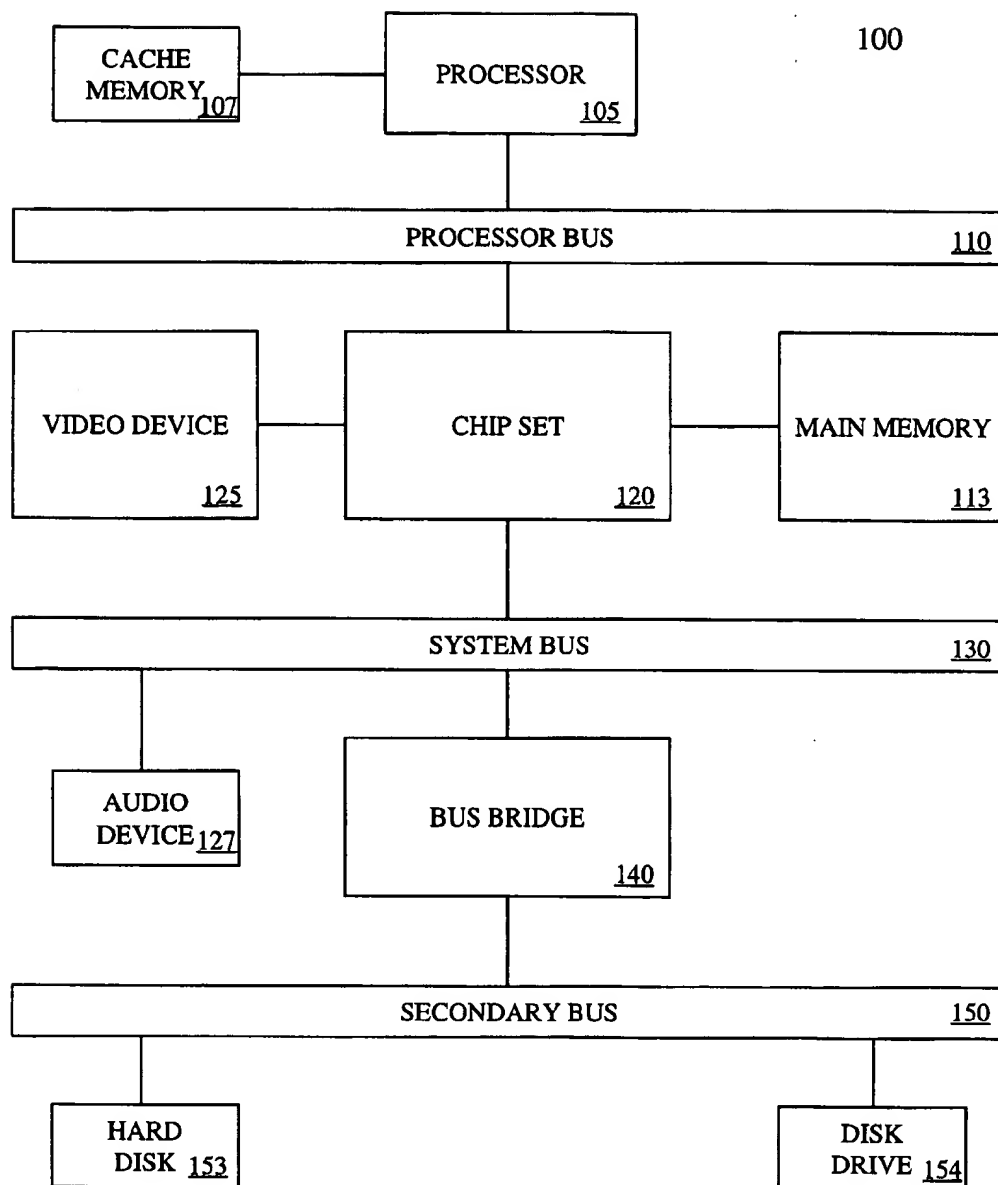 100
CACHE
MEMORY
107
PROCESSOR
105
PROCESSOR BUS
110
VIDEO DEVICE
125
CHIP SET
120
MAIN MEMORY
113
SYSTEM BUS
130
AUDIO
DEVICE
127
BUS BRIDGE
140
SECONDARY BUS
150
HARD
DISK
153
DISK
DRIVE
154